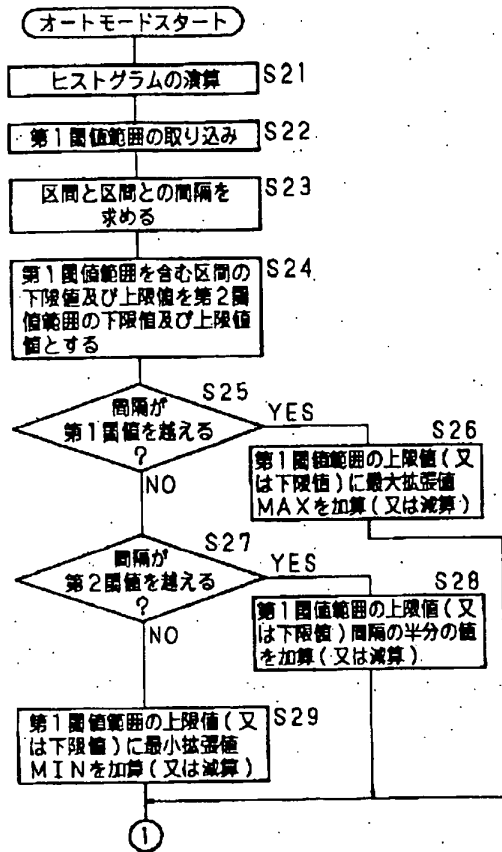 オートモードスタート
ヒストグラムの演算 S21
第1閾値範囲の取り込み S22
区間と区間との間隔を S23
求める
S24
第1閾値範囲を含む区間の
下限値及び上限値を第2閾
値範囲の下限値及び上限値
値とする
S25
間隔が
第1閾値を越える
?
YES
NO
S26
第1閾値範囲の上限値(又
は下限値)に最大拡張値
MAXを加算(又は減算)
S27
間隔が
第2閾値を越える
?
YES
NO
S28
第1閾値範囲の上限値(又
は下限値)間隔の半分の値
を加算(又は減算)
S29
第1閾値範囲の上限値(又
は下限値)に最小拡張値
MINを加算(又は減算)
1